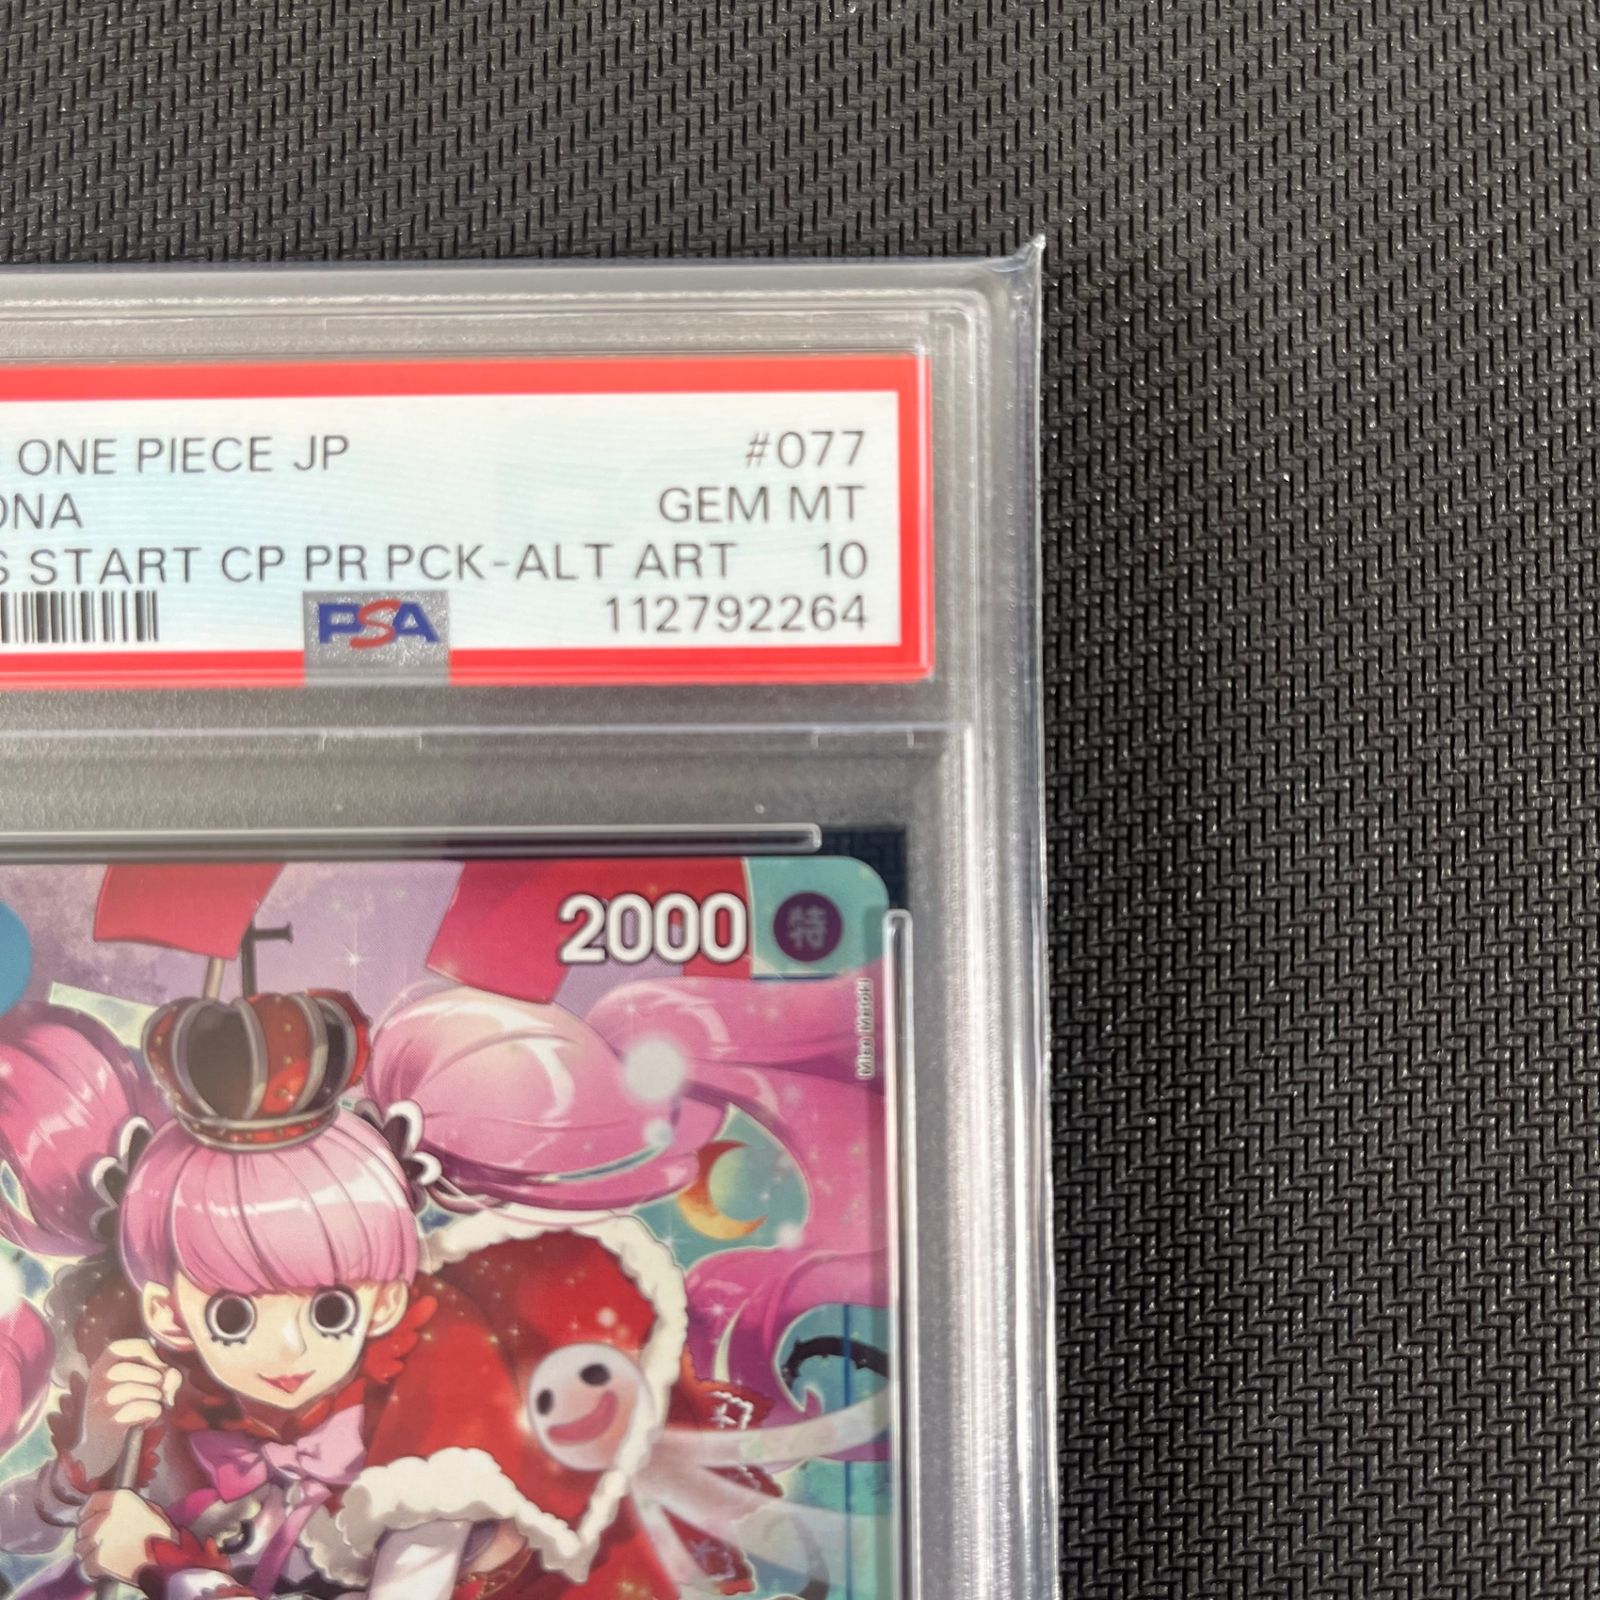 ONE PIECE JP #077
ONA GEM MT
S START CP PR PCK-ALT ART 10
PSA 112792264
2000 特